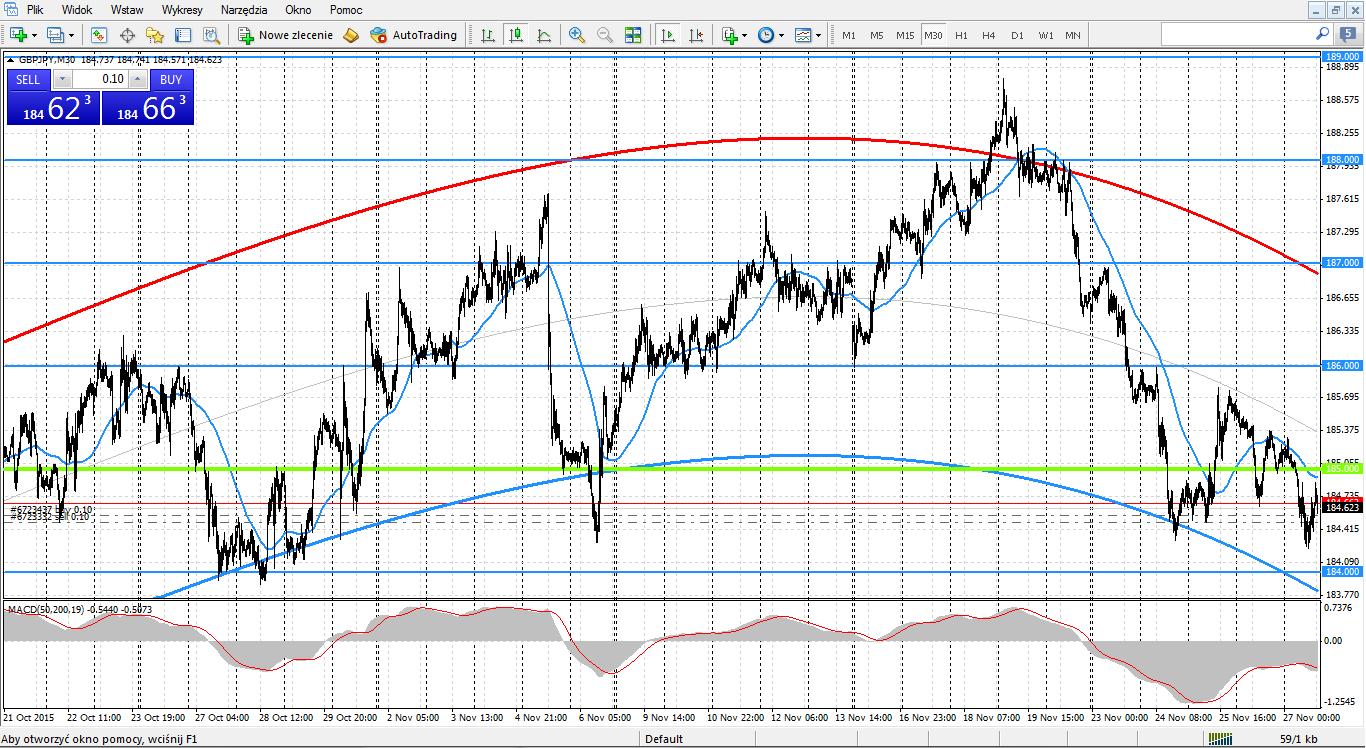 Plik Widok Wstaw Wykresy Narzędzia Okno Pomoc
Nowe zlecenie AutoTrading M1 M5 M15 M30 H1 H4 D1 W1 MN 5
GBPJPY,M30 184.737 184.741 184.571 184.623
SELL 0.10 BUY
184 62 3 184 66 3
189.000
188.895
188.575
188.255
188.000
187.935
187.615
187.295
187.000
186.655
186.335
186.000
185.695
185.375
185.055
185.000
184.735
184.663
184.623
#6723437 buy 0.10
#6723332 sell 0.10
184.415
184.090
184.000
183.770
MACD(50,200,19) -0.5440 -0.5073
0.7376
0.00
-1.2545
21 Oct 2015 22 Oct 11:00 23 Oct 19:00 27 Oct 04:00 28 Oct 12:00 29 Oct 20:00 2 Nov 05:00 3 Nov 13:00 4 Nov 21:00 6 Nov 05:00 9 Nov 14:00 10 Nov 22:00 12 Nov 06:00 13 Nov 14:00 16 Nov 23:00 18 Nov 07:00 19 Nov 15:00 23 Nov 00:00 24 Nov 08:00 25 Nov 16:00 27 Nov 00:00
Aby otworzyć okno pomocy, wciśnij F1 Default 59/1 kb